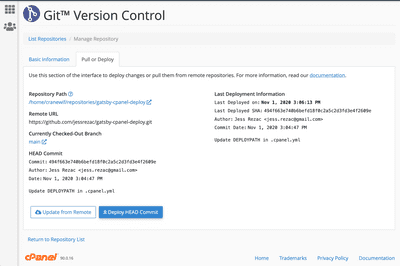 Git™ Version Control
List Repositories / Manage Repository
Basic Information
Pull or Deploy
Use this section of the interface to deploy changes or pull them from remote repositories. For more information, read our documentation.
Repository Path
/home/cranewil/repositories/gatsby-cpanel-deploy
Remote URL
https://github.com/jessrezac/gatsby-cpanel-deploy.git
Currently Checked-Out Branch
main
HEAD Commit
Commit: 494f663e740b6befd18f0c2a5c2d3fd3e4f2609e
Author: Jess Rezac <jess.rezac@gmail.com>
Date: Nov 1, 2020 3:04:47 PM
Update DEPLOYPATH in .cpanel.yml
Last Deployment Information
Last Deployed on: Nov 1, 2020 3:06:13 PM
Last Deployed SHA: 494f663e740b6befd18f0c2a5c2d3fd3e4f2609e
Author: Jess Rezac <jess.rezac@gmail.com>
Commit Date: Nov 1, 2020 3:04:47 PM
Update DEPLOYPATH in .cpanel.yml
Update from Remote
Deploy HEAD Commit
Return to Repository List
cPanel 90.0.16
Home
Trademarks
Privacy Policy
Documentation